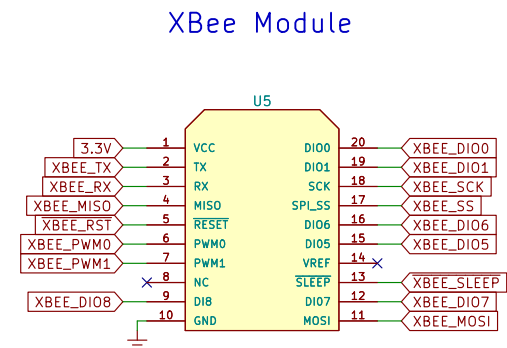 XBee Module
U5
3.3V 1 VCC DIO0 20 XBEE_DIO0
XBEE_TX 2 TX DIO1 19 XBEE_DIO1
XBEE_RX 3 RX SCK 18 XBEE_SCK
XBEE_MISO 4 MISO SPI_SS 17 XBEE_SS
XBEE_RST 5 RESET DIO6 16 XBEE_DIO6
XBEE_PWM0 6 PWM0 DIO5 15 XBEE_DIO5
XBEE_PWM1 7 PWM1 VREF 14
8 NC SLEEP 13 XBEE_SLEEP
XBEE_DIO8 9 DI8 DIO7 12 XBEE_DIO7
10 GND MOSI 11 XBEE_MOSI